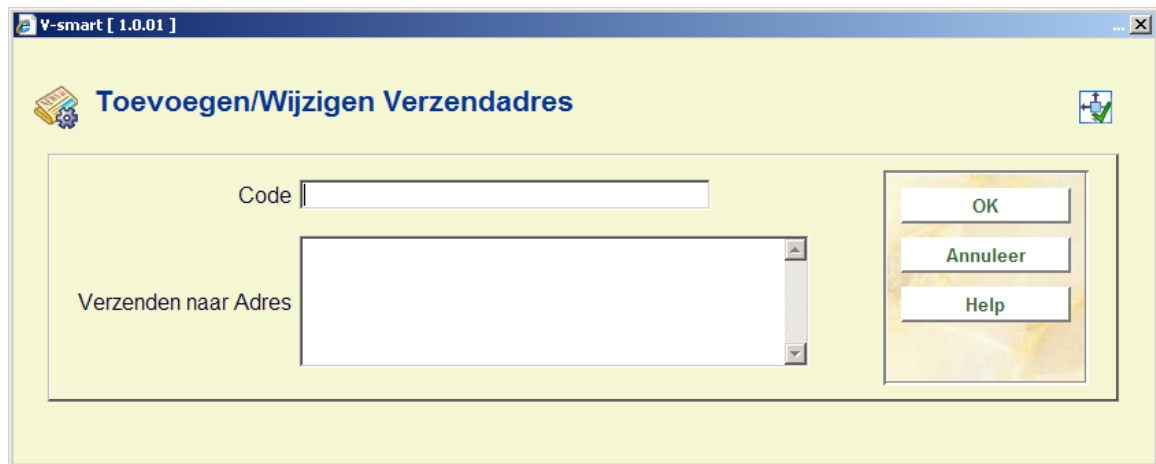 V-smart [ 1.0.01 ] ...
Toevoegen/Wijzigen Verzendadres
Code
OK
Annuleer
Verzenden naar Adres
Help